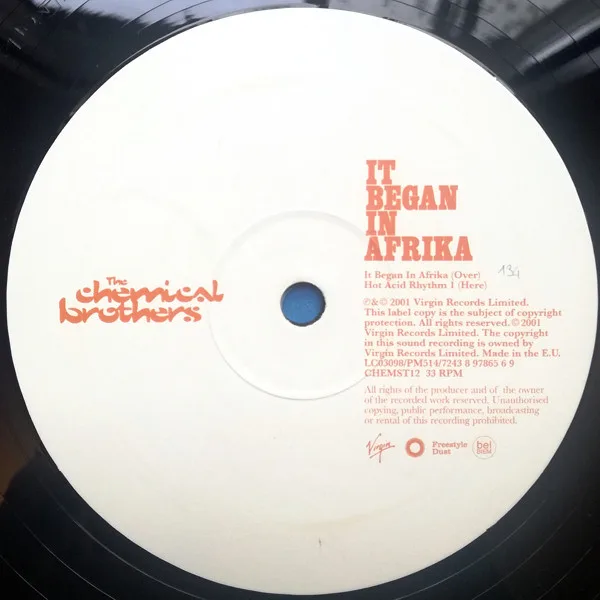 The
chemical
brothers
IT
BEGAN
IN
AFRIKA
134
It Began In Afrika (Over)
Hot Acid Rhythm 1 (Here)
℗&© 2001 Virgin Records Limited.
This label copy is the subject of copyright
protection. All rights reserved. © 2001
Virgin Records Limited. The copyright
in this sound recording is owned by
Virgin Records Limited. Made in the E.U.
LC03098/PM514/7243 8 97865 6 9
CHEMST12 33 RPM
All rights of the producer and of the owner
of the recorded work reserved. Unauthorised
copying, public performance, broadcasting
or rental of this recording prohibited.
Virgin
Freestyle
Dust
bel
BIEM